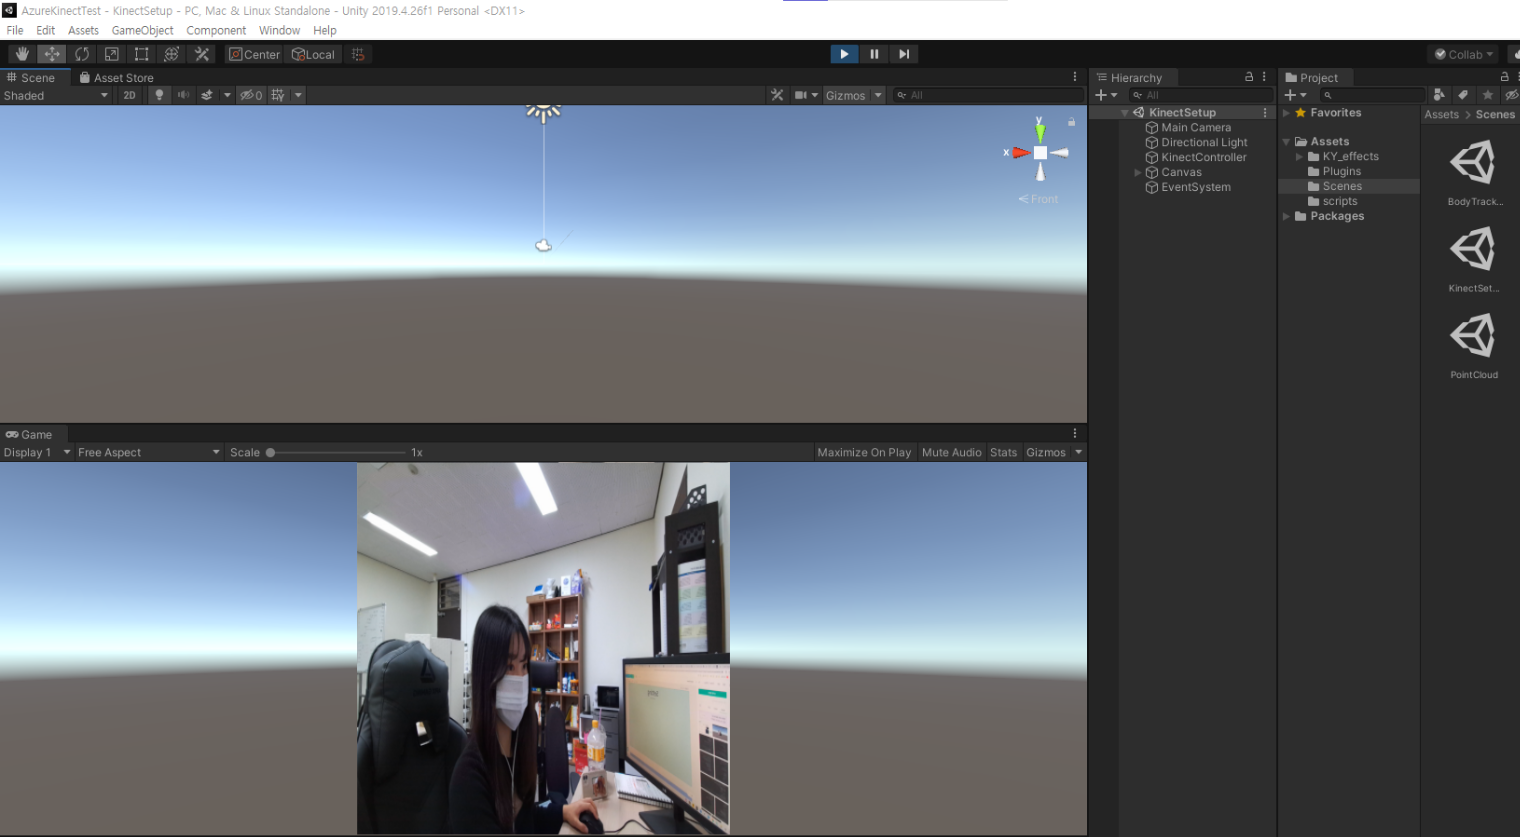 AzureKinectTest - KinectSetup - PC, Mac & Linux Standalone - Unity 2019.4.26f1 Personal <DX11>
File Edit Assets GameObject Component Window Help
Center Local Collab
Scene Asset Store
Shaded 2D 0 Gizmos All
Front
x
y
Game
Display 1 Free Aspect Scale 1x Maximize On Play Mute Audio Stats Gizmos
Hierarchy
All
KinectSetup
Main Camera
Directional Light
KinectController
Canvas
EventSystem
Project
Favorites
Assets
KY_effects
Plugins
Scenes
scripts
Packages
Assets > Scenes
BodyTrack...
KinectSet...
PointCloud